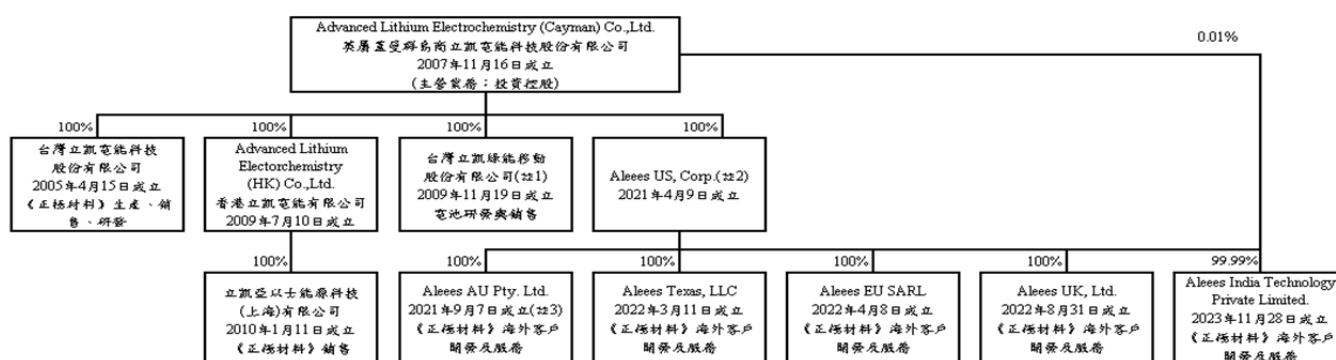 Advanced Lithium Electrochemistry (Cayman) Co.,Ltd.
英屬蓋曼群島商立凱電能科技股份有限公司
2007年11月16日成立
(主營業務：投資控股)
0.01%
100%
100%
100%
100%
台灣立凱電能科技
股份有限公司
2005年4月15日成立
《正極材料》生產、銷
售、研發
Advanced Lithium
Electorchemistry
(HK) Co.,Ltd.
香港立凱電能有限公司
2009年7月10日成立
台灣立凱綠能移動
股份有限公司(註1)
2009年11月19日成立
電池研發與銷售
Aleees US, Corp.(註2)
2021年4月9日成立
100%
100%
100%
100%
100%
99.99%
立凱亞以士能源科技
(上海)有限公司
2010年1月11日成立
《正極材料》銷售
Aleees AU Pty. Ltd.
2021年9月7日成立(註3)
《正極材料》海外客戶
開發及服務
Aleees Texas, LLC
2022年3月11日成立
《正極材料》海外客戶
開發及服務
Aleees EU SARL
2022年4月8日成立
《正極材料》海外客戶
開發及服務
Aleees UK, Ltd.
2022年8月31日成立
《正極材料》海外客戶
開發及服務
Aleees India Technology
Private Limited.
2023年11月28日成立
《正極材料》海外客戶
開發及服務